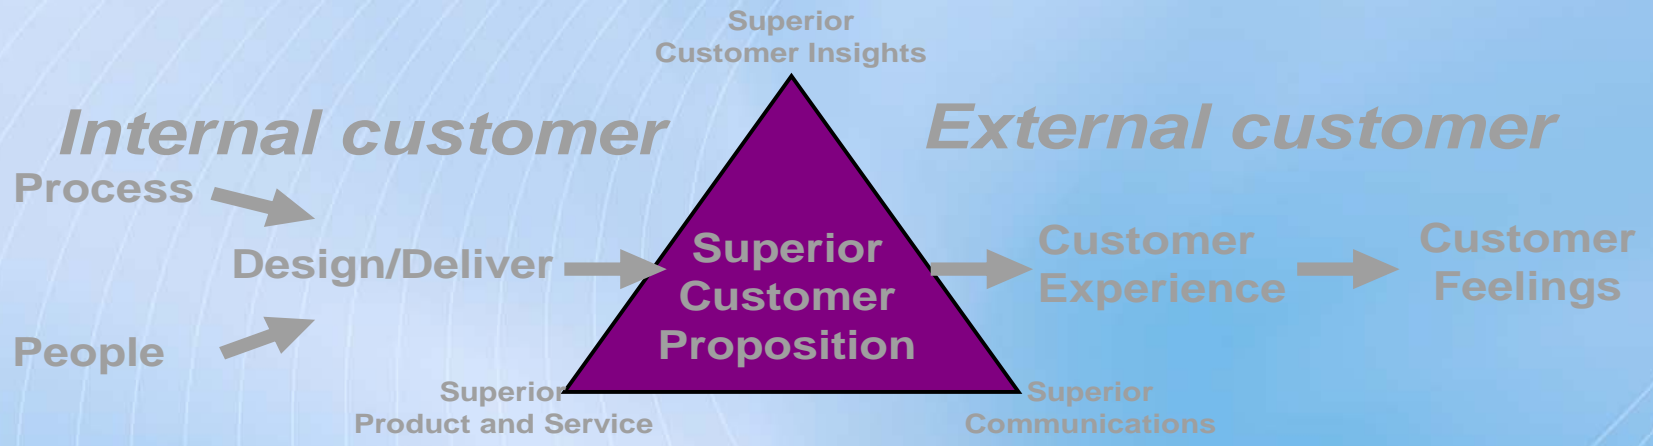 Superior
Customer Insights
Internal customer
External customer
Process
Design/Deliver
People
Superior
Customer
Proposition
Customer
Experience
Customer
Feelings
Superior
Product and Service
Superior
Communications